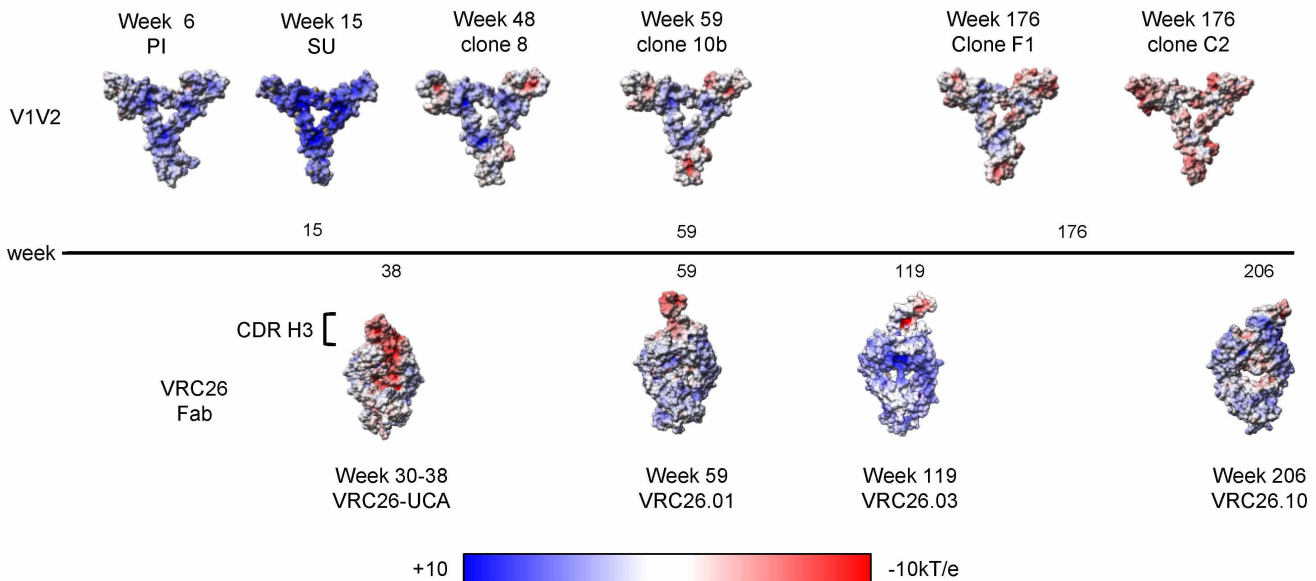 Week 6
PI
Week 15
SU
Week 48
clone 8
Week 59
clone 10b
Week 176
Clone F1
Week 176
clone C2
V1V2
15
59
176
week
38
59
119
206
CDR H3
VRC26
Fab
Week 30-38
VRC26-UCA
Week 59
VRC26.01
Week 119
VRC26.03
Week 206
VRC26.10
+10
-10kT/e